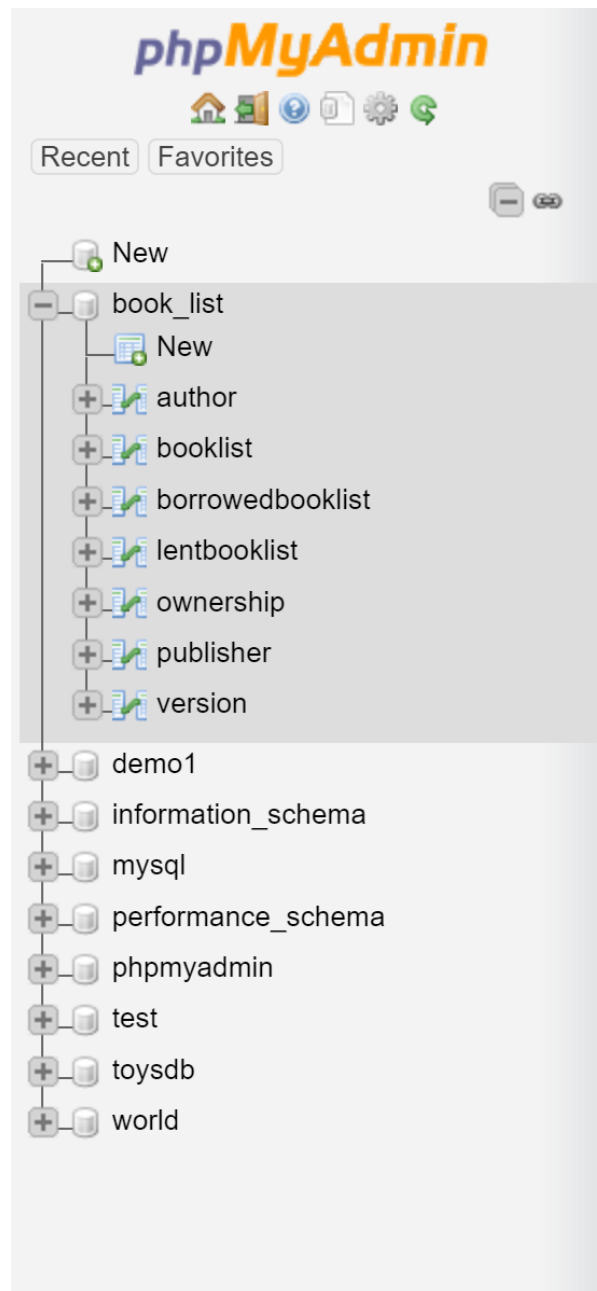 phpMyAdmin
Recent Favorites
New
book_list
New
author
booklist
borrowedbooklist
lentbooklist
ownership
publisher
version
demo1
information_schema
mysql
performance_schema
phpmyadmin
test
toysdb
world